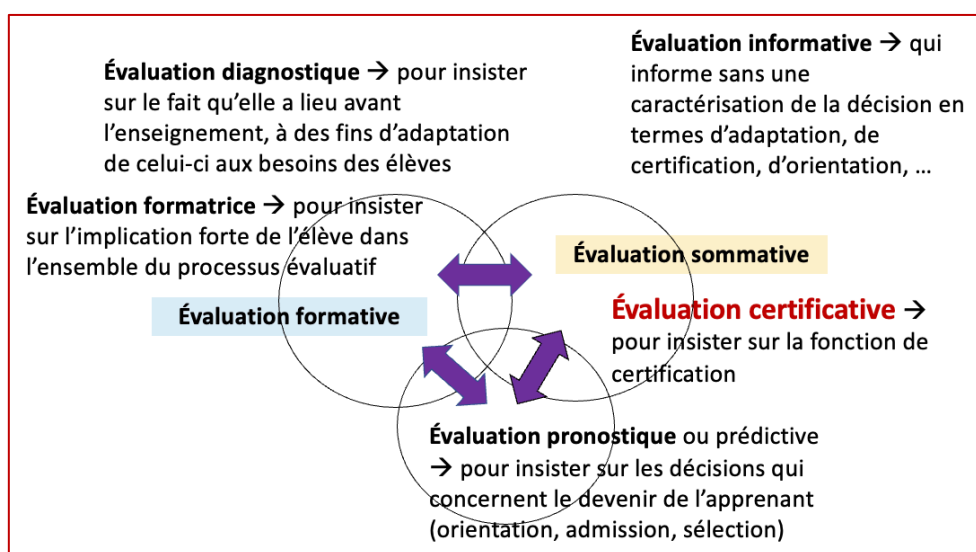 Évaluation diagnostique → pour insister
sur le fait qu’elle a lieu avant
l’enseignement, à des fins d’adaptation
de celui-ci aux besoins des élèves
Évaluation informative → qui
informe sans une
caractérisation de la décision en
termes d’adaptation, de
certification, d’orientation, …
Évaluation formatrice → pour insister
sur l’implication forte de l’élève dans
l’ensemble du processus évaluatif
Évaluation formative
Évaluation sommative
Évaluation certificative →
pour insister sur la fonction de
certification
Évaluation pronostique ou prédictive
→ pour insister sur les décisions qui
concernent le devenir de l’apprenant
(orientation, admission, sélection)